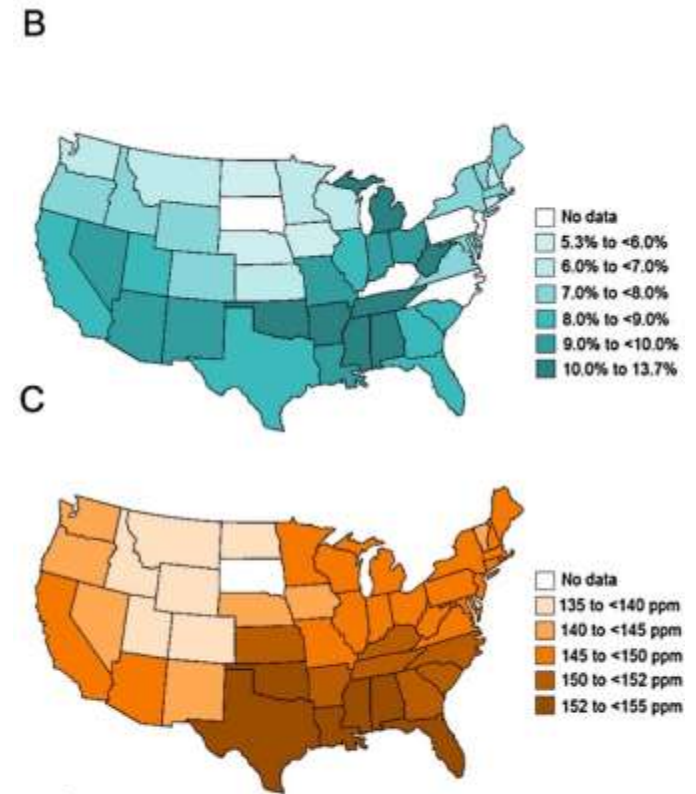 B
No data
5.3% to <6.0%
6.0% to <7.0%
7.0% to <8.0%
8.0% to <9.0%
9.0% to <10.0%
10.0% to 13.7%
C
No data
135 to <140 ppm
140 to <145 ppm
145 to <150 ppm
150 to <152 ppm
152 to <155 ppm